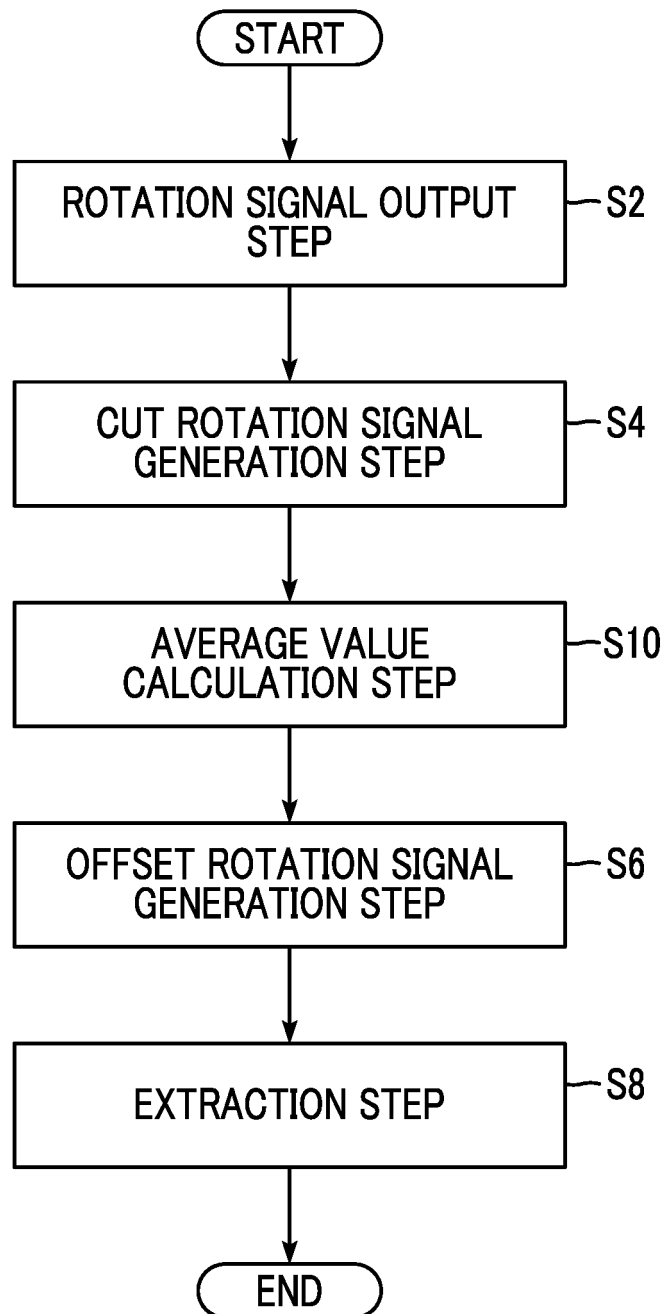 START
ROTATION SIGNAL OUTPUT
STEP
S2
CUT ROTATION SIGNAL
GENERATION STEP
S4
AVERAGE VALUE
CALCULATION STEP
S10
OFFSET ROTATION SIGNAL
GENERATION STEP
S6
EXTRACTION STEP
S8
END